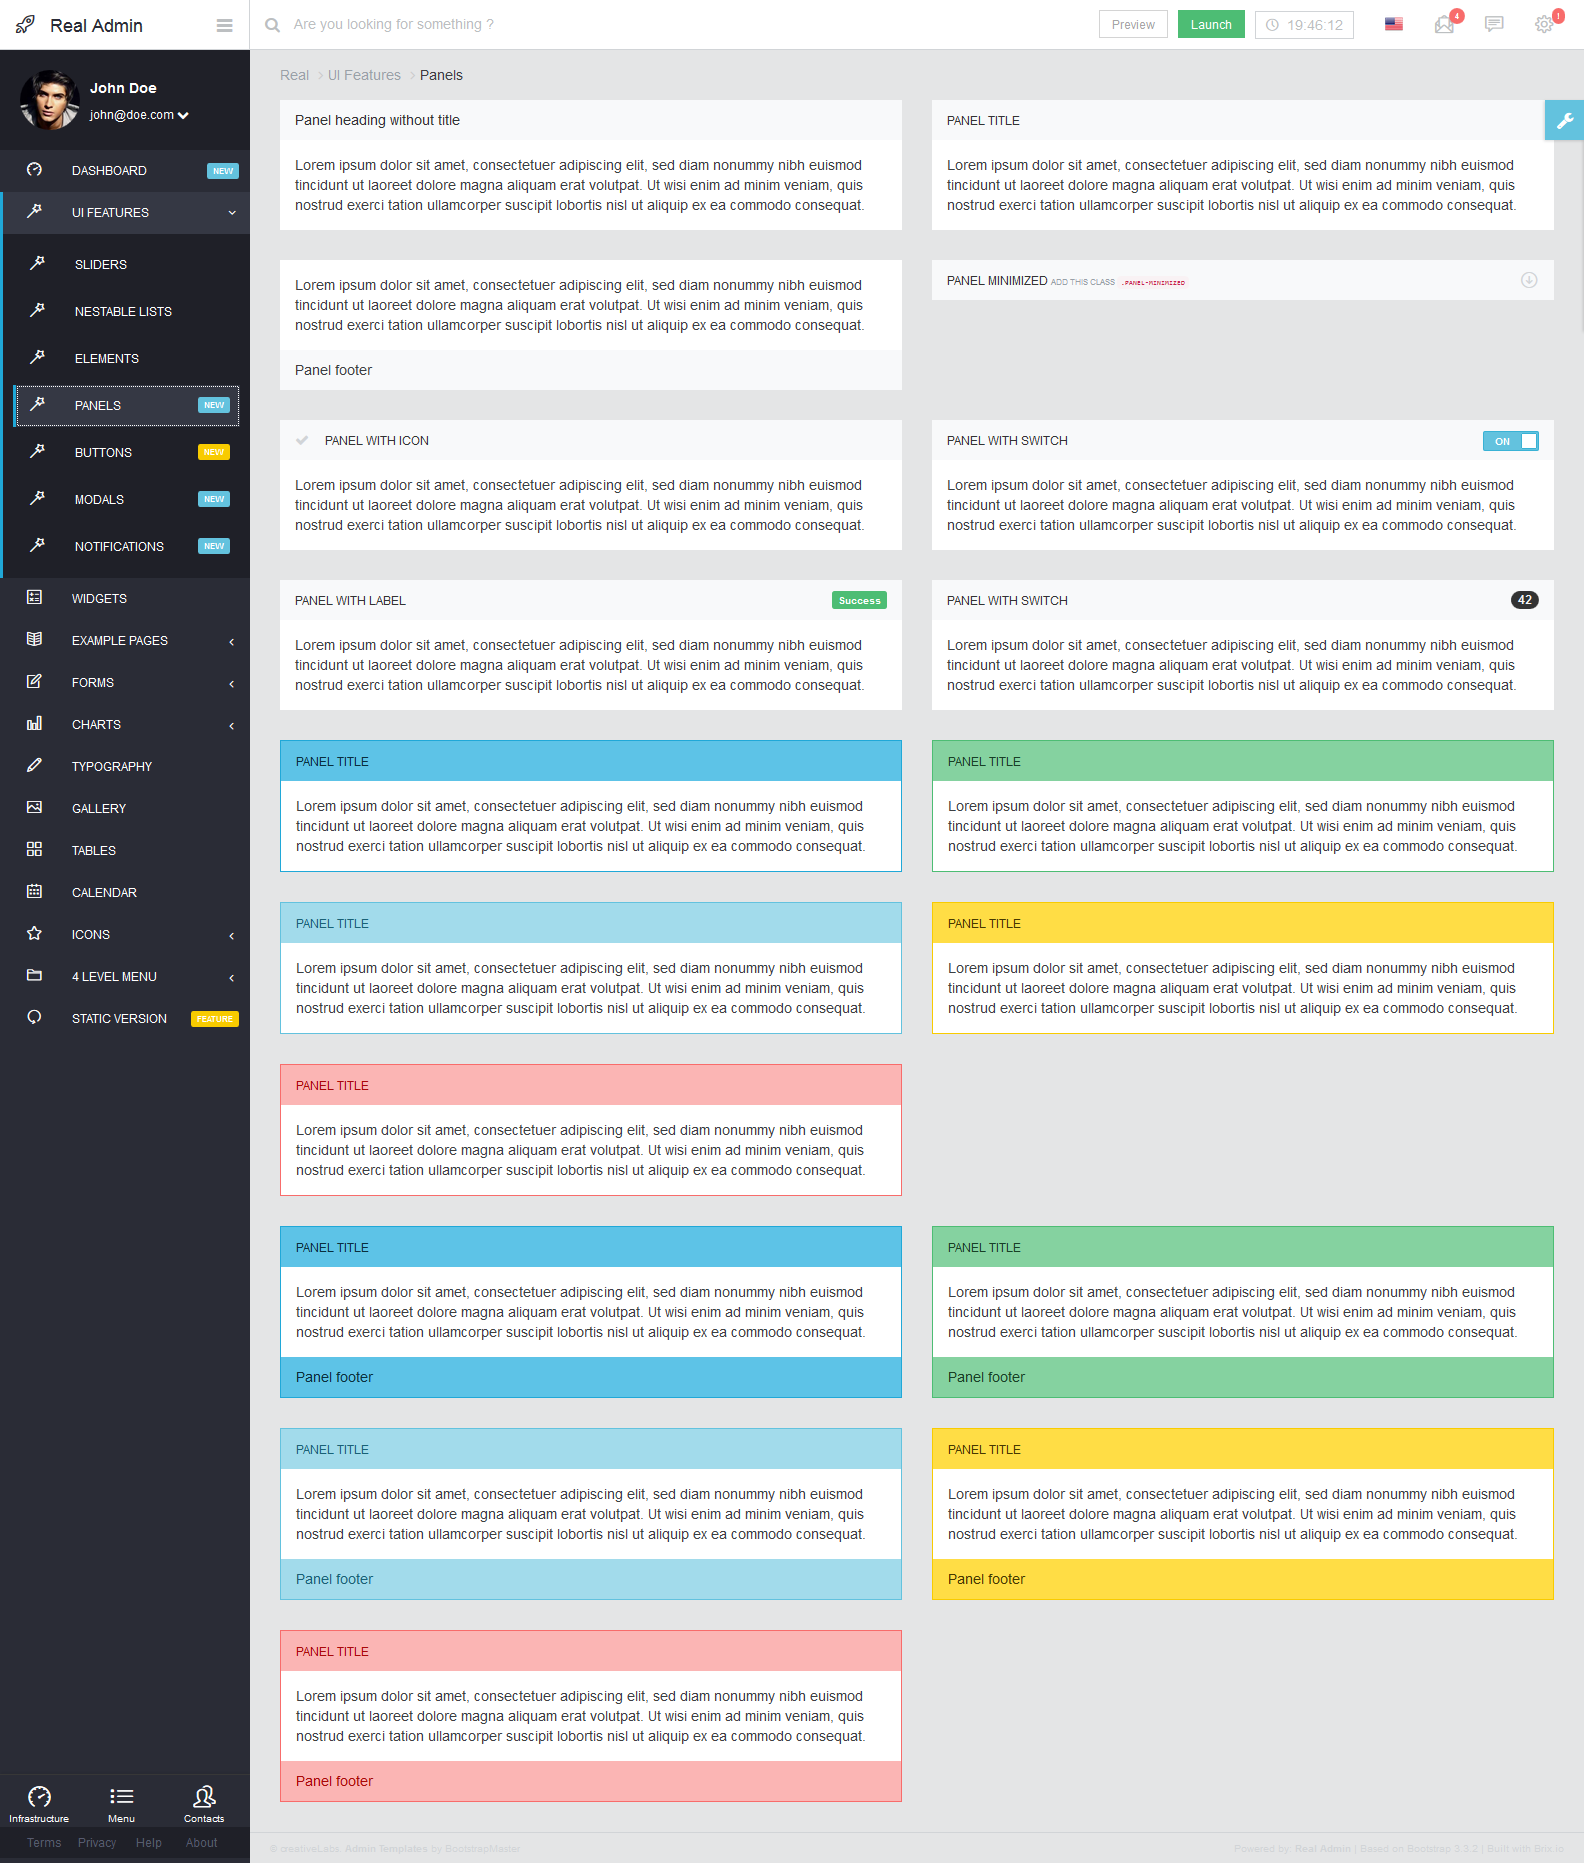 Real Admin
Are you looking for something ?
Preview
Launch
19:46:12
4
!
John Doe
john@doe.com
DASHBOARD NEW
UI FEATURES
SLIDERS
NESTABLE LISTS
ELEMENTS
PANELS NEW
BUTTONS NEW
MODALS NEW
NOTIFICATIONS NEW
WIDGETS
EXAMPLE PAGES
FORMS
CHARTS
TYPOGRAPHY
GALLERY
TABLES
CALENDAR
ICONS
4 LEVEL MENU
STATIC VERSION FEATURE
Infrastructure
Menu
Contacts
Terms Privacy Help About
Real UI Features Panels
Panel heading without title
Lorem ipsum dolor sit amet, consectetuer adipiscing elit, sed diam nonummy nibh euismod
tincidunt ut laoreet dolore magna aliquam erat volutpat. Ut wisi enim ad minim veniam, quis
nostrud exerci tation ullamcorper suscipit lobortis nisl ut aliquip ex ea commodo consequat.
PANEL TITLE
Lorem ipsum dolor sit amet, consectetuer adipiscing elit, sed diam nonummy nibh euismod
tincidunt ut laoreet dolore magna aliquam erat volutpat. Ut wisi enim ad minim veniam, quis
nostrud exerci tation ullamcorper suscipit lobortis nisl ut aliquip ex ea commodo consequat.
Lorem ipsum dolor sit amet, consectetuer adipiscing elit, sed diam nonummy nibh euismod
tincidunt ut laoreet dolore magna aliquam erat volutpat. Ut wisi enim ad minim veniam, quis
nostrud exerci tation ullamcorper suscipit lobortis nisl ut aliquip ex ea commodo consequat.
Panel footer
PANEL MINIMIZED ADD THIS CLASS .PANEL-MINIMIZED
PANEL WITH ICON
Lorem ipsum dolor sit amet, consectetuer adipiscing elit, sed diam nonummy nibh euismod
tincidunt ut laoreet dolore magna aliquam erat volutpat. Ut wisi enim ad minim veniam, quis
nostrud exerci tation ullamcorper suscipit lobortis nisl ut aliquip ex ea commodo consequat.
PANEL WITH SWITCH ON
Lorem ipsum dolor sit amet, consectetuer adipiscing elit, sed diam nonummy nibh euismod
tincidunt ut laoreet dolore magna aliquam erat volutpat. Ut wisi enim ad minim veniam, quis
nostrud exerci tation ullamcorper suscipit lobortis nisl ut aliquip ex ea commodo consequat.
PANEL WITH LABEL Success
Lorem ipsum dolor sit amet, consectetuer adipiscing elit, sed diam nonummy nibh euismod
tincidunt ut laoreet dolore magna aliquam erat volutpat. Ut wisi enim ad minim veniam, quis
nostrud exerci tation ullamcorper suscipit lobortis nisl ut aliquip ex ea commodo consequat.
PANEL WITH SWITCH 42
Lorem ipsum dolor sit amet, consectetuer adipiscing elit, sed diam nonummy nibh euismod
tincidunt ut laoreet dolore magna aliquam erat volutpat. Ut wisi enim ad minim veniam, quis
nostrud exerci tation ullamcorper suscipit lobortis nisl ut aliquip ex ea commodo consequat.
PANEL TITLE
Lorem ipsum dolor sit amet, consectetuer adipiscing elit, sed diam nonummy nibh euismod
tincidunt ut laoreet dolore magna aliquam erat volutpat. Ut wisi enim ad minim veniam, quis
nostrud exerci tation ullamcorper suscipit lobortis nisl ut aliquip ex ea commodo consequat.
PANEL TITLE
Lorem ipsum dolor sit amet, consectetuer adipiscing elit, sed diam nonummy nibh euismod
tincidunt ut laoreet dolore magna aliquam erat volutpat. Ut wisi enim ad minim veniam, quis
nostrud exerci tation ullamcorper suscipit lobortis nisl ut aliquip ex ea commodo consequat.
PANEL TITLE
Lorem ipsum dolor sit amet, consectetuer adipiscing elit, sed diam nonummy nibh euismod
tincidunt ut laoreet dolore magna aliquam erat volutpat. Ut wisi enim ad minim veniam, quis
nostrud exerci tation ullamcorper suscipit lobortis nisl ut aliquip ex ea commodo consequat.
PANEL TITLE
Lorem ipsum dolor sit amet, consectetuer adipiscing elit, sed diam nonummy nibh euismod
tincidunt ut laoreet dolore magna aliquam erat volutpat. Ut wisi enim ad minim veniam, quis
nostrud exerci tation ullamcorper suscipit lobortis nisl ut aliquip ex ea commodo consequat.
PANEL TITLE
Lorem ipsum dolor sit amet, consectetuer adipiscing elit, sed diam nonummy nibh euismod
tincidunt ut laoreet dolore magna aliquam erat volutpat. Ut wisi enim ad minim veniam, quis
nostrud exerci tation ullamcorper suscipit lobortis nisl ut aliquip ex ea commodo consequat.
PANEL TITLE
Lorem ipsum dolor sit amet, consectetuer adipiscing elit, sed diam nonummy nibh euismod
tincidunt ut laoreet dolore magna aliquam erat volutpat. Ut wisi enim ad minim veniam, quis
nostrud exerci tation ullamcorper suscipit lobortis nisl ut aliquip ex ea commodo consequat.
Panel footer
PANEL TITLE
Lorem ipsum dolor sit amet, consectetuer adipiscing elit, sed diam nonummy nibh euismod
tincidunt ut laoreet dolore magna aliquam erat volutpat. Ut wisi enim ad minim veniam, quis
nostrud exerci tation ullamcorper suscipit lobortis nisl ut aliquip ex ea commodo consequat.
Panel footer
PANEL TITLE
Lorem ipsum dolor sit amet, consectetuer adipiscing elit, sed diam nonummy nibh euismod
tincidunt ut laoreet dolore magna aliquam erat volutpat. Ut wisi enim ad minim veniam, quis
nostrud exerci tation ullamcorper suscipit lobortis nisl ut aliquip ex ea commodo consequat.
Panel footer
PANEL TITLE
Lorem ipsum dolor sit amet, consectetuer adipiscing elit, sed diam nonummy nibh euismod
tincidunt ut laoreet dolore magna aliquam erat volutpat. Ut wisi enim ad minim veniam, quis
nostrud exerci tation ullamcorper suscipit lobortis nisl ut aliquip ex ea commodo consequat.
Panel footer
PANEL TITLE
Lorem ipsum dolor sit amet, consectetuer adipiscing elit, sed diam nonummy nibh euismod
tincidunt ut laoreet dolore magna aliquam erat volutpat. Ut wisi enim ad minim veniam, quis
nostrud exerci tation ullamcorper suscipit lobortis nisl ut aliquip ex ea commodo consequat.
Panel footer
© creativeLabs. Admin Templates by BootstrapMaster
Powered by: Real Admin | Based on Bootstrap 3.3.2 | Built with Brix.io